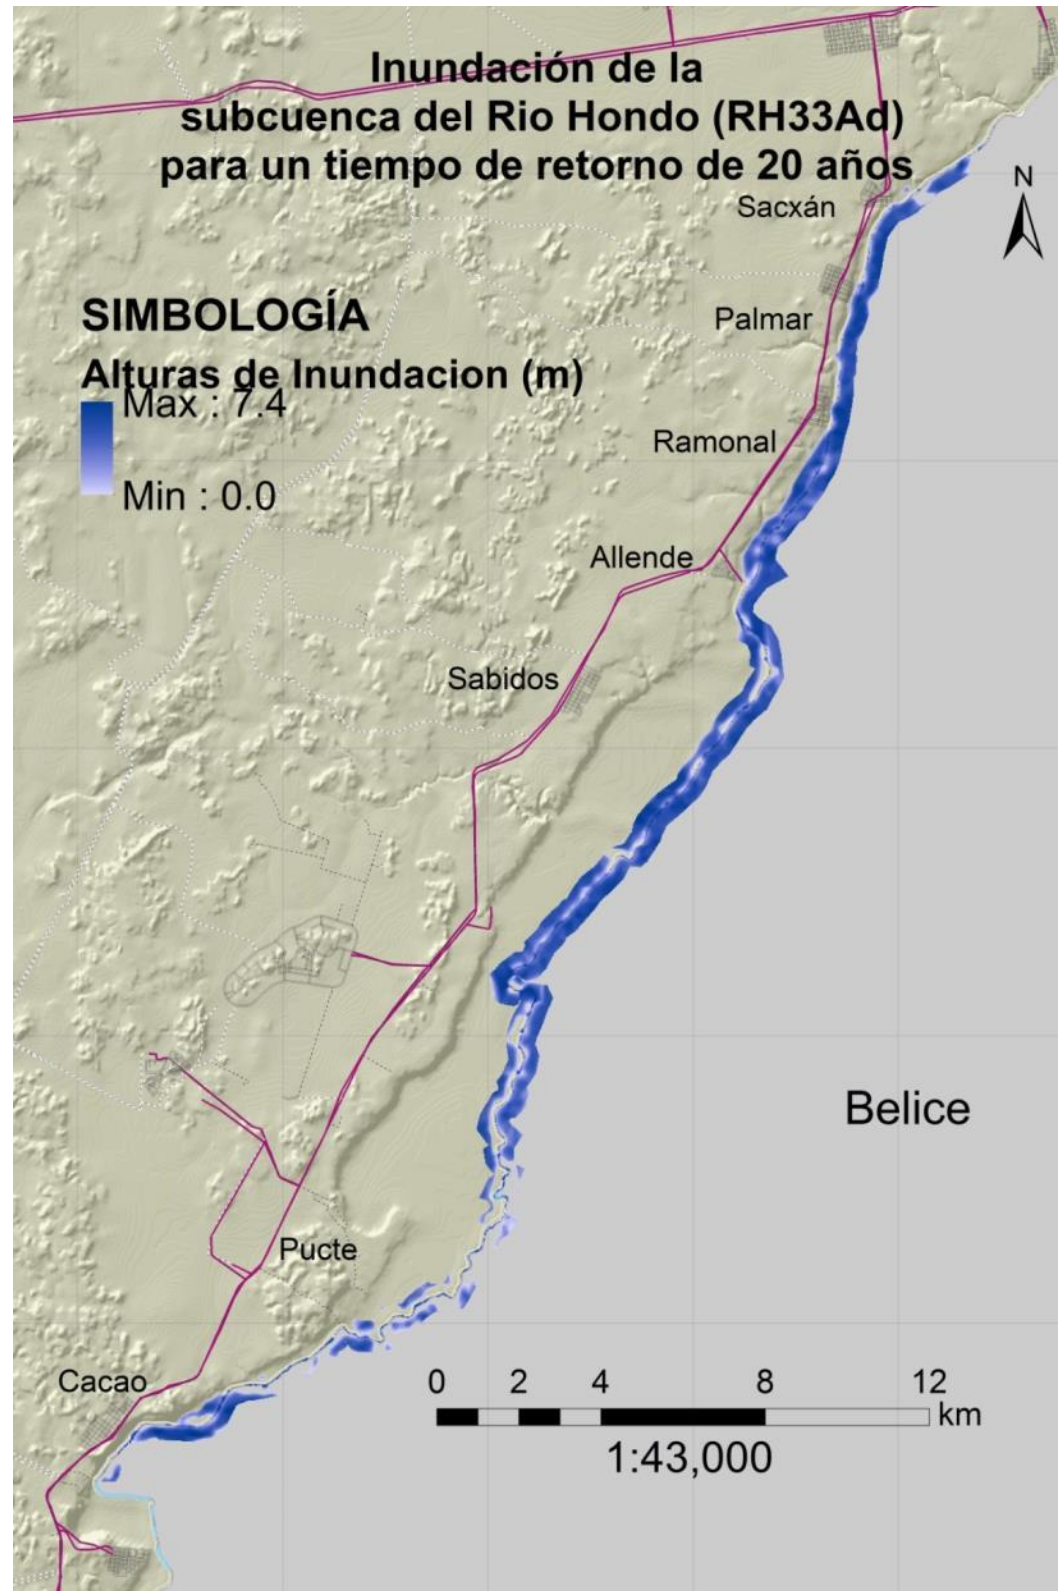 Inundación de la
subcuenca del Rio Hondo (RH33Ad)
para un tiempo de retorno de 20 años
N
Sacxán
SIMBOLOGÍA
Palmar
Alturas de Inundacion (m)
Max : 7.4
Ramonal
Min : 0.0
Allende
Sabidos
Belice
Pucte
Cacao
0 2 4 8 12
km
1:43,000